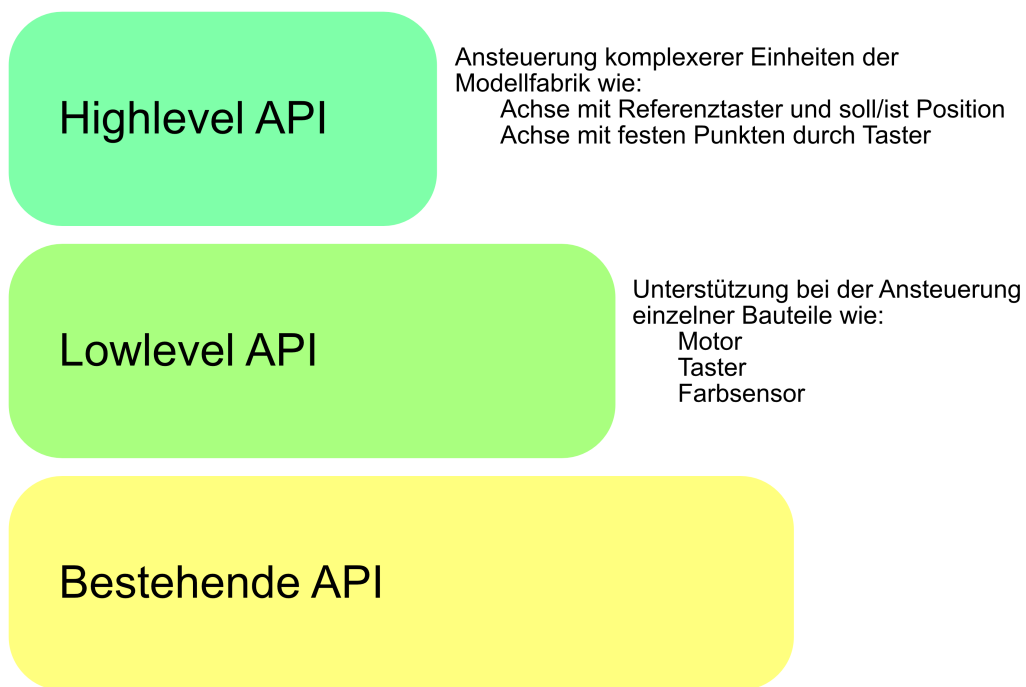 Highlevel API
Ansteuerung komplexerer Einheiten der
Modellfabrik wie:
Achse mit Referenztaster und soll/ist Position
Achse mit festen Punkten durch Taster
Lowlevel API
Unterstützung bei der Ansteuerung
einzelner Bauteile wie:
Motor
Taster
Farbsensor
Bestehende API